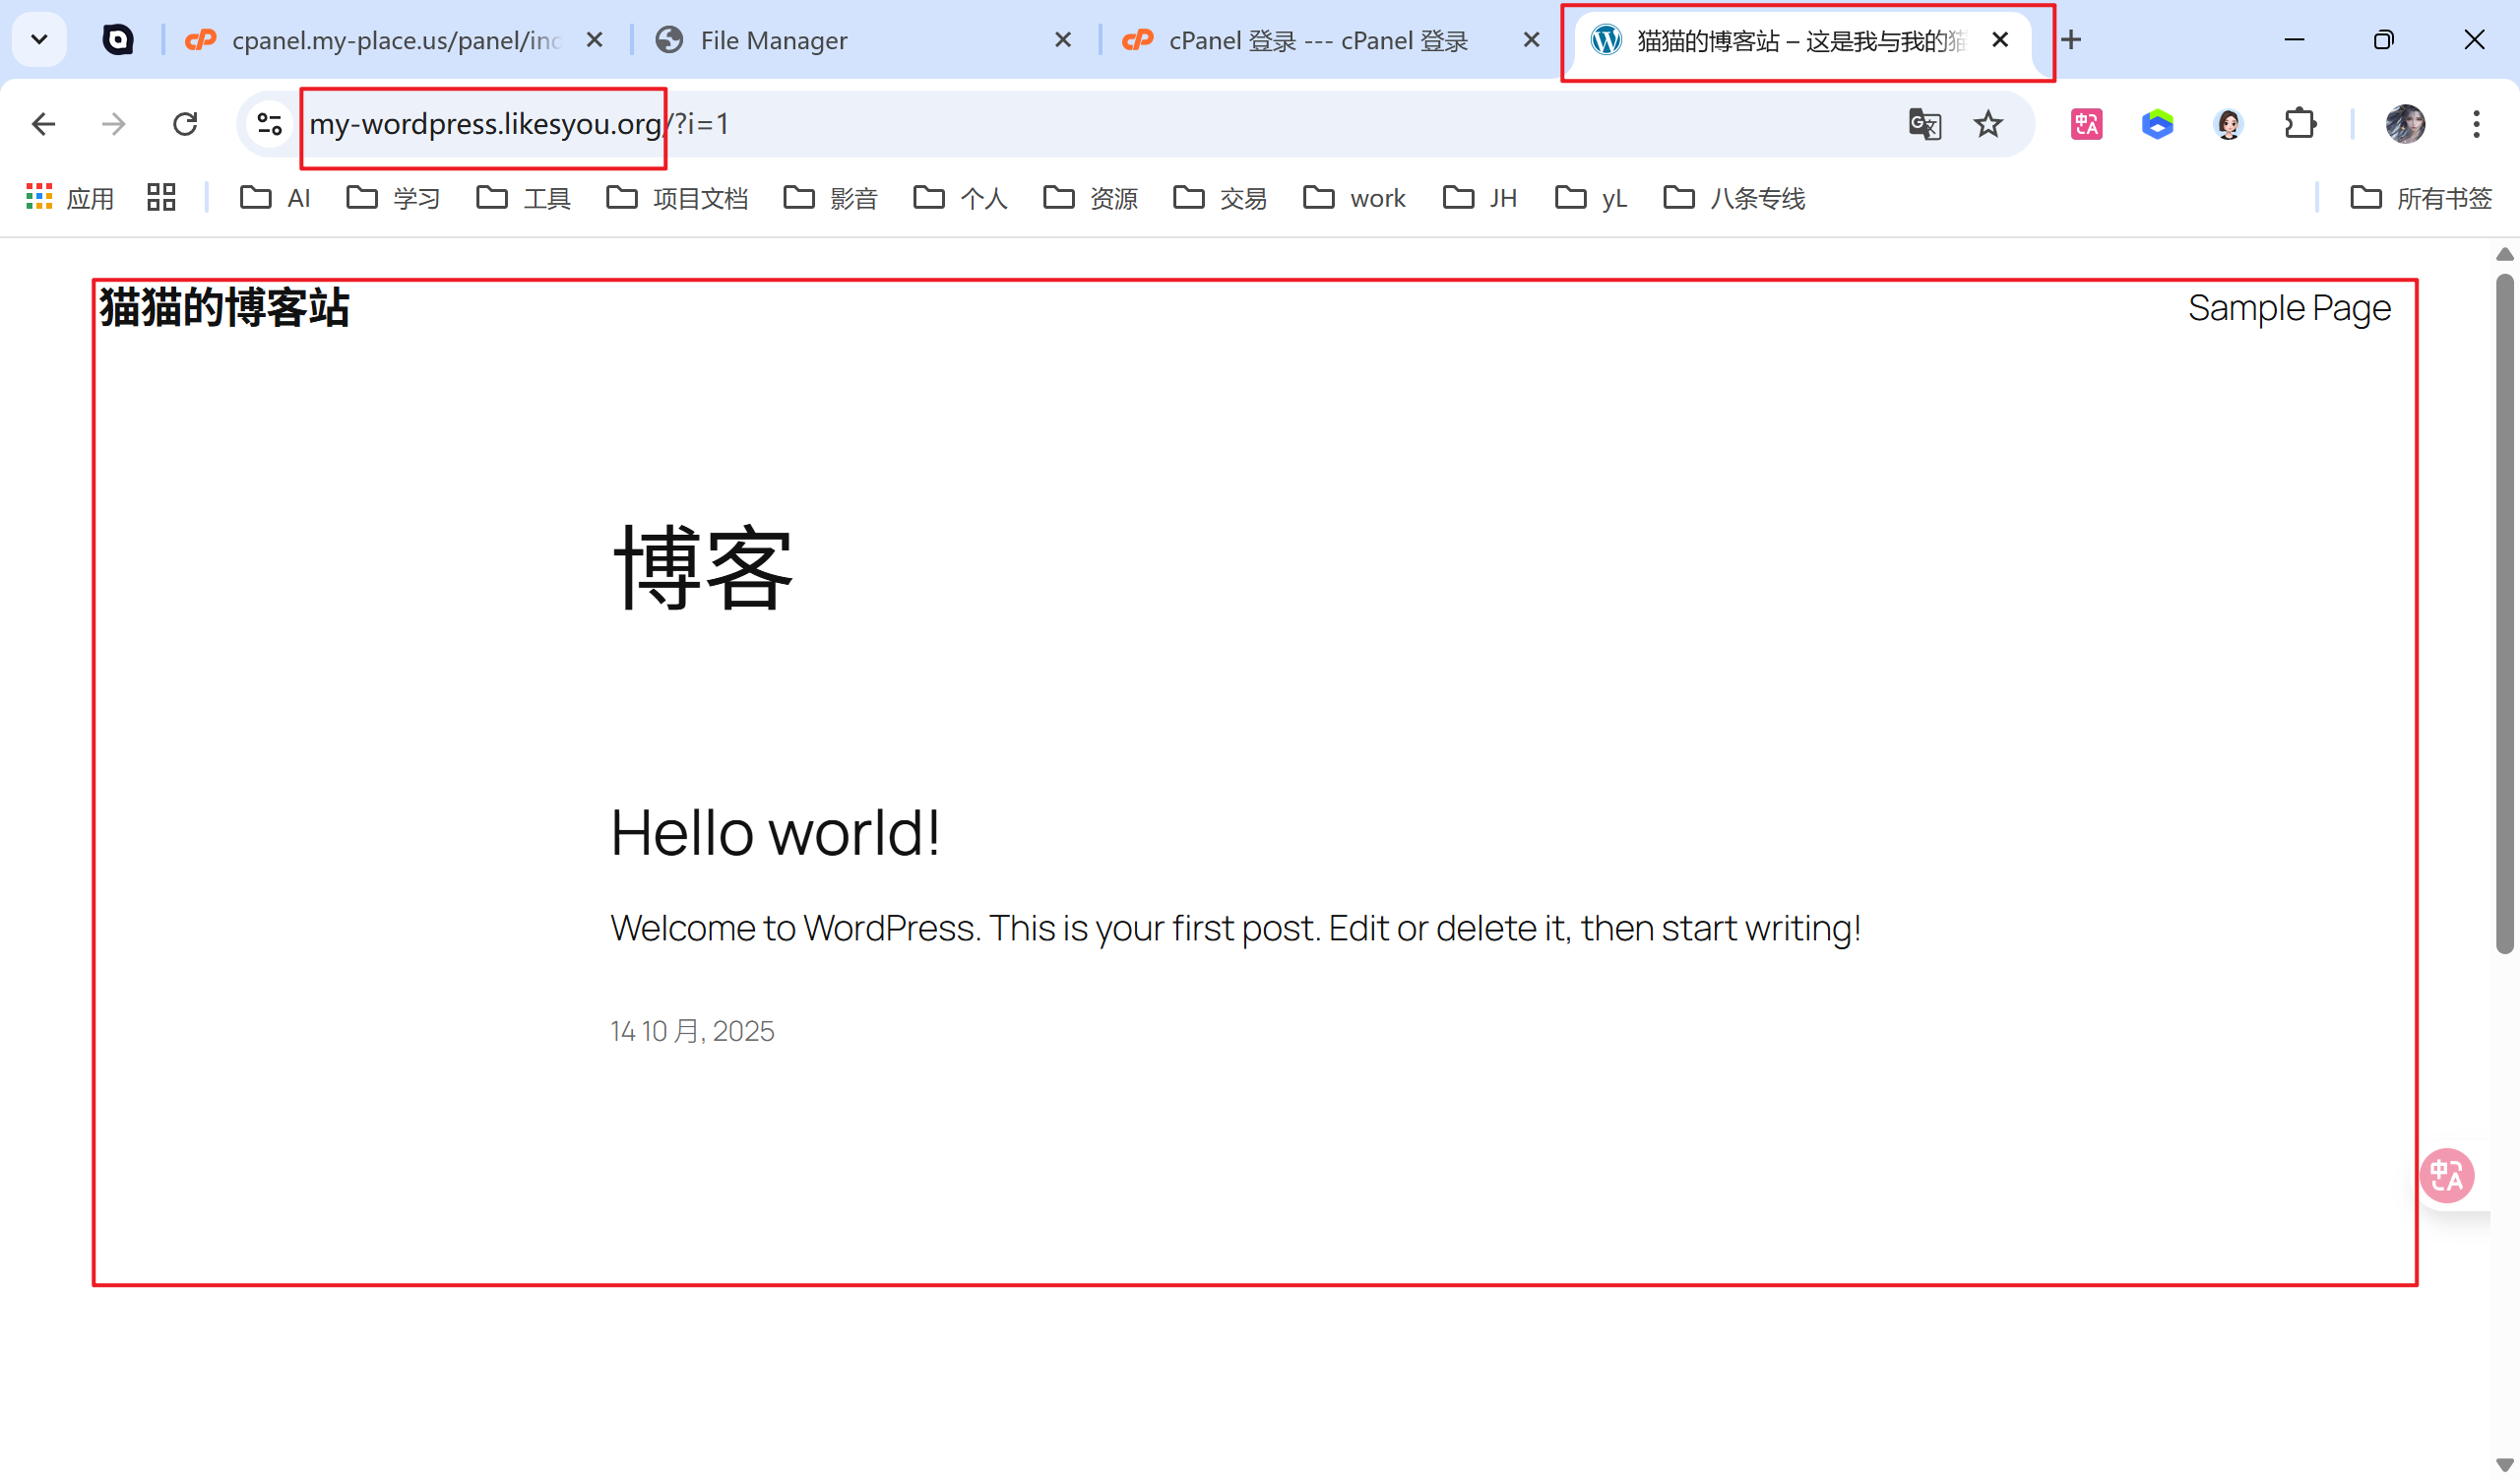 cpanel.my-place.us/panel/ind
File Manager
cPanel 登录 --- cPanel 登录
猫猫的博客站 – 这是我与我的猫
my-wordpress.likesyou.org/?i=1
应用
AI
学习
工具
项目文档
影音
个人
资源
交易
work
JH
yL
八条专线
所有书签
猫猫的博客站
Sample Page
博客
Hello world!
Welcome to WordPress. This is your first post. Edit or delete it, then start writing!
14 10 月, 2025